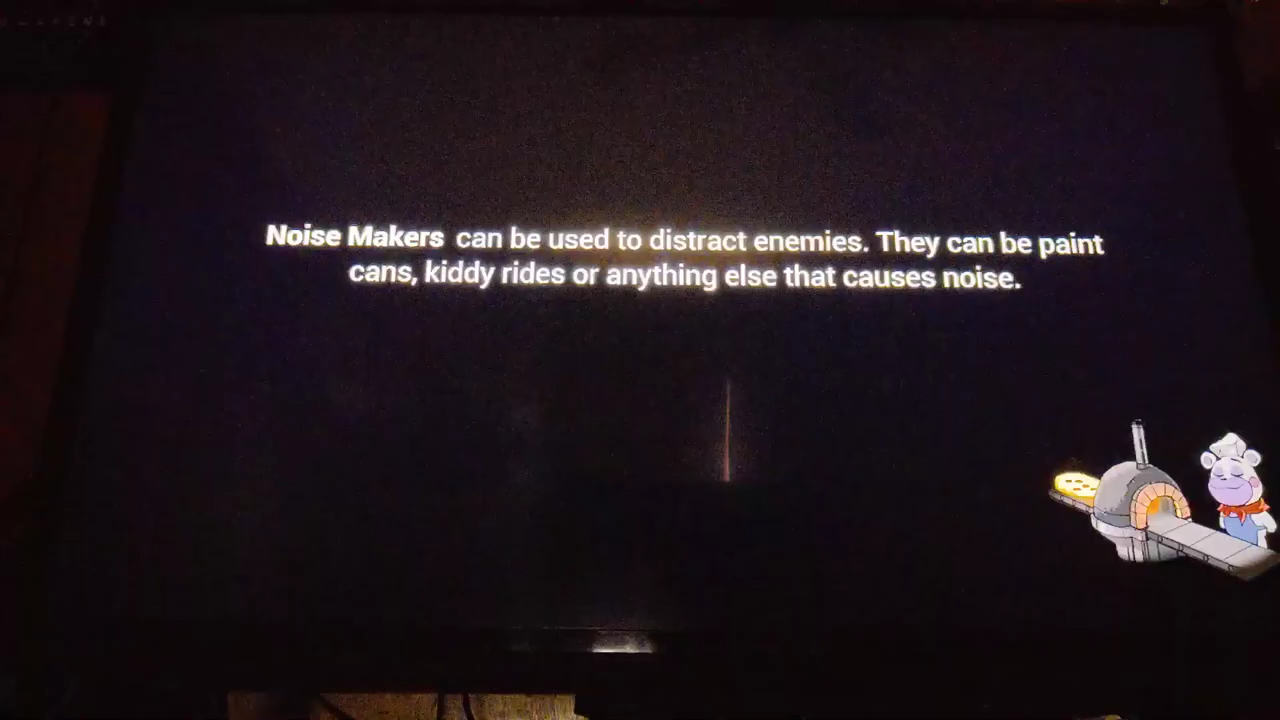 Noise Makers can be used to distract enemies. They can be paint
cans, kiddy rides or anything else that causes noise.